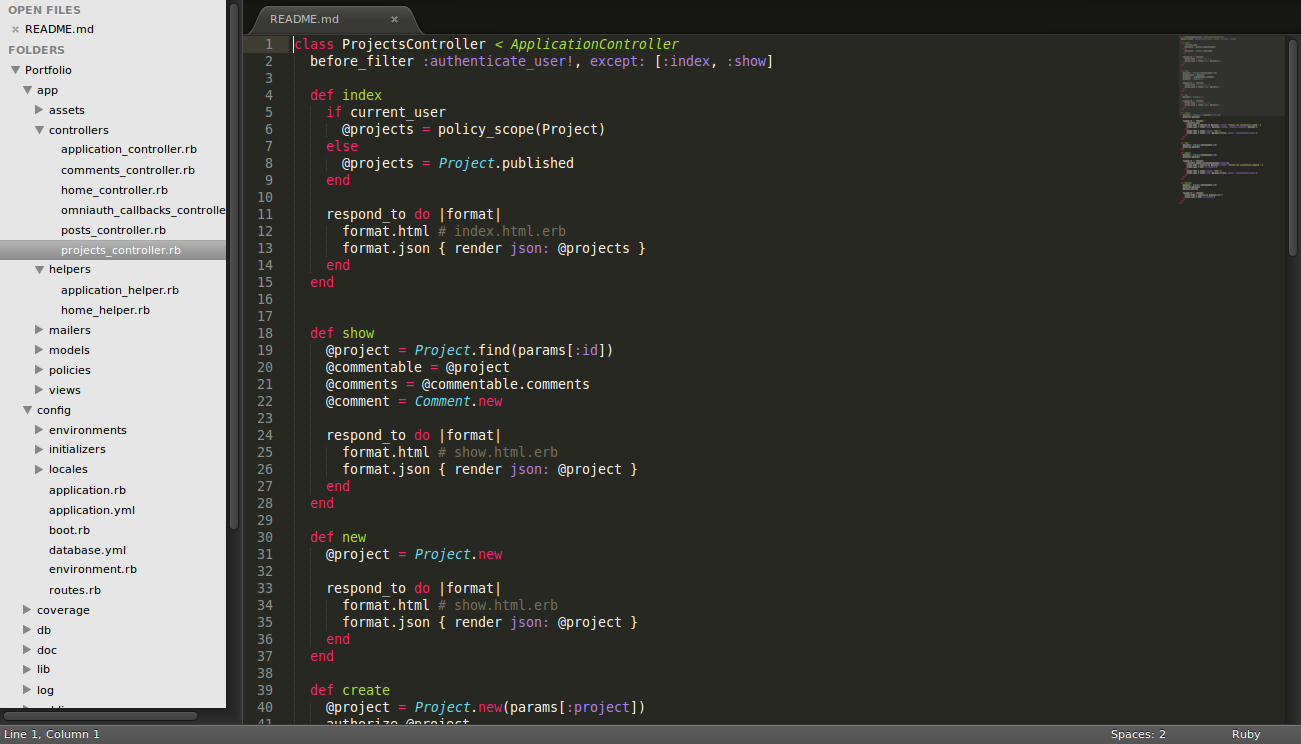 OPEN FILES
× README.md
FOLDERS
Portfolio
app
assets
controllers
application_controller.rb
comments_controller.rb
home_controller.rb
omniauth_callbacks_controlle
posts_controller.rb
projects_controller.rb
helpers
application_helper.rb
home_helper.rb
mailers
models
policies
views
config
environments
initializers
locales
application.rb
application.yml
boot.rb
database.yml
environment.rb
routes.rb
coverage
db
doc
lib
log
README.md ×
1 class ProjectsController < ApplicationController
2   before_filter :authenticate_user!, except: [:index, :show]
3
4   def index
5     if current_user
6       @projects = policy_scope(Project)
7     else
8       @projects = Project.published
9     end
10
11     respond_to do |format|
12       format.html # index.html.erb
13       format.json { render json: @projects }
14     end
15   end
16
17
18   def show
19     @project = Project.find(params[:id])
20     @commentable = @project
21     @comments = @commentable.comments
22     @comment = Comment.new
23
24     respond_to do |format|
25       format.html # show.html.erb
26       format.json { render json: @project }
27     end
28   end
29
30   def new
31     @project = Project.new
32
33     respond_to do |format|
34       format.html # show.html.erb
35       format.json { render json: @project }
36     end
37   end
38
39   def create
40     @project = Project.new(params[:project])
41     authorize @project
Line 1, Column 1
Spaces: 2
Ruby